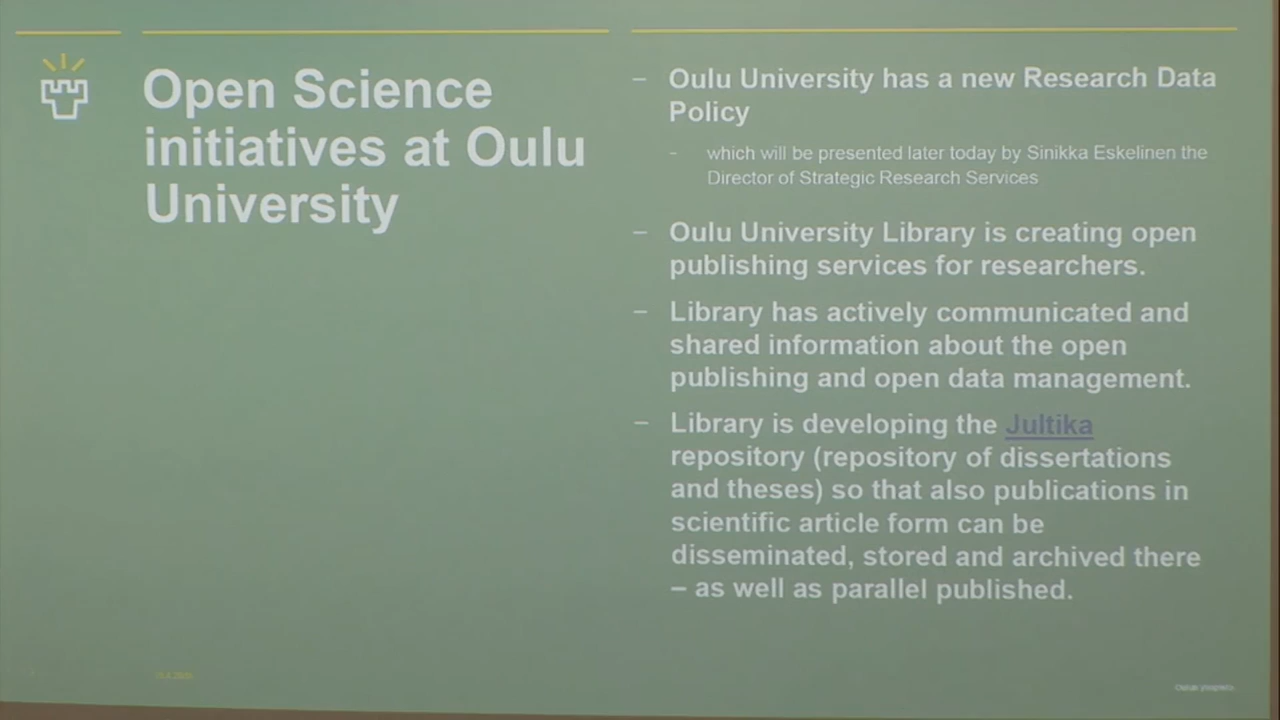 Open Science
initiatives at Oulu
University
– Oulu University has a new Research Data
Policy
– which will be presented later today by Sinikka Eskelinen the
Director of Strategic Research Services
– Oulu University Library is creating open
publishing services for researchers.
– Library has actively communicated and
shared information about the open
publishing and open data management.
– Library is developing the Jultika
repository (repository of dissertations
and theses) so that also publications in
scientific article form can be
disseminated, stored and archived there
– as well as parallel published.